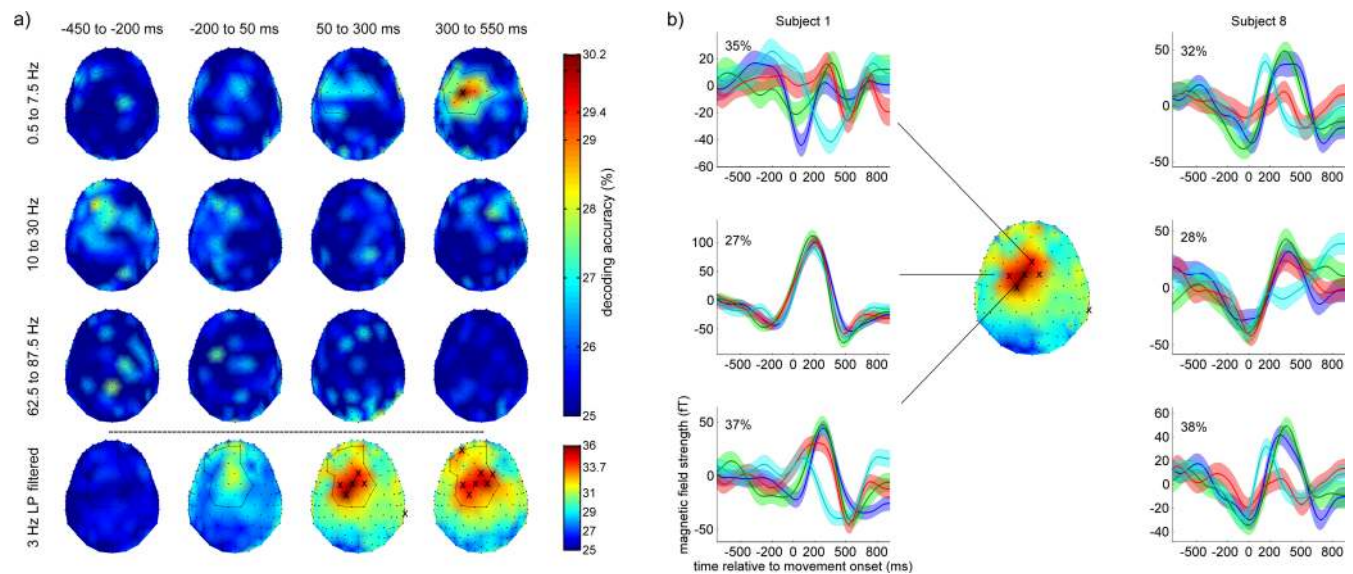 a)
-450 to -200 ms -200 to 50 ms 50 to 300 ms 300 to 550 ms
0.5 to 7.5 Hz
10 to 30 Hz
62.5 to 87.5 Hz
3 Hz LP filtered
30.2
29.4
29
28
27
26
25
decoding accuracy (%)
36
33.7
31
29
27
25
b)
Subject 1
Subject 8
35%
20
0
-20
-40
-60
-500 -200 0 200 500 800
32%
50
0
-50
-500 -200 0 200 500 800
27%
100
50
0
-50
-500 -200 0 200 500 800
28%
50
0
-50
-500 -200 0 200 500 800
37%
50
0
-50
-500 -200 0 200 500 800
38%
60
40
20
0
-20
-40
-500 -200 0 200 500 800
magnetic field strength (fT)
time relative to movement onset (ms)